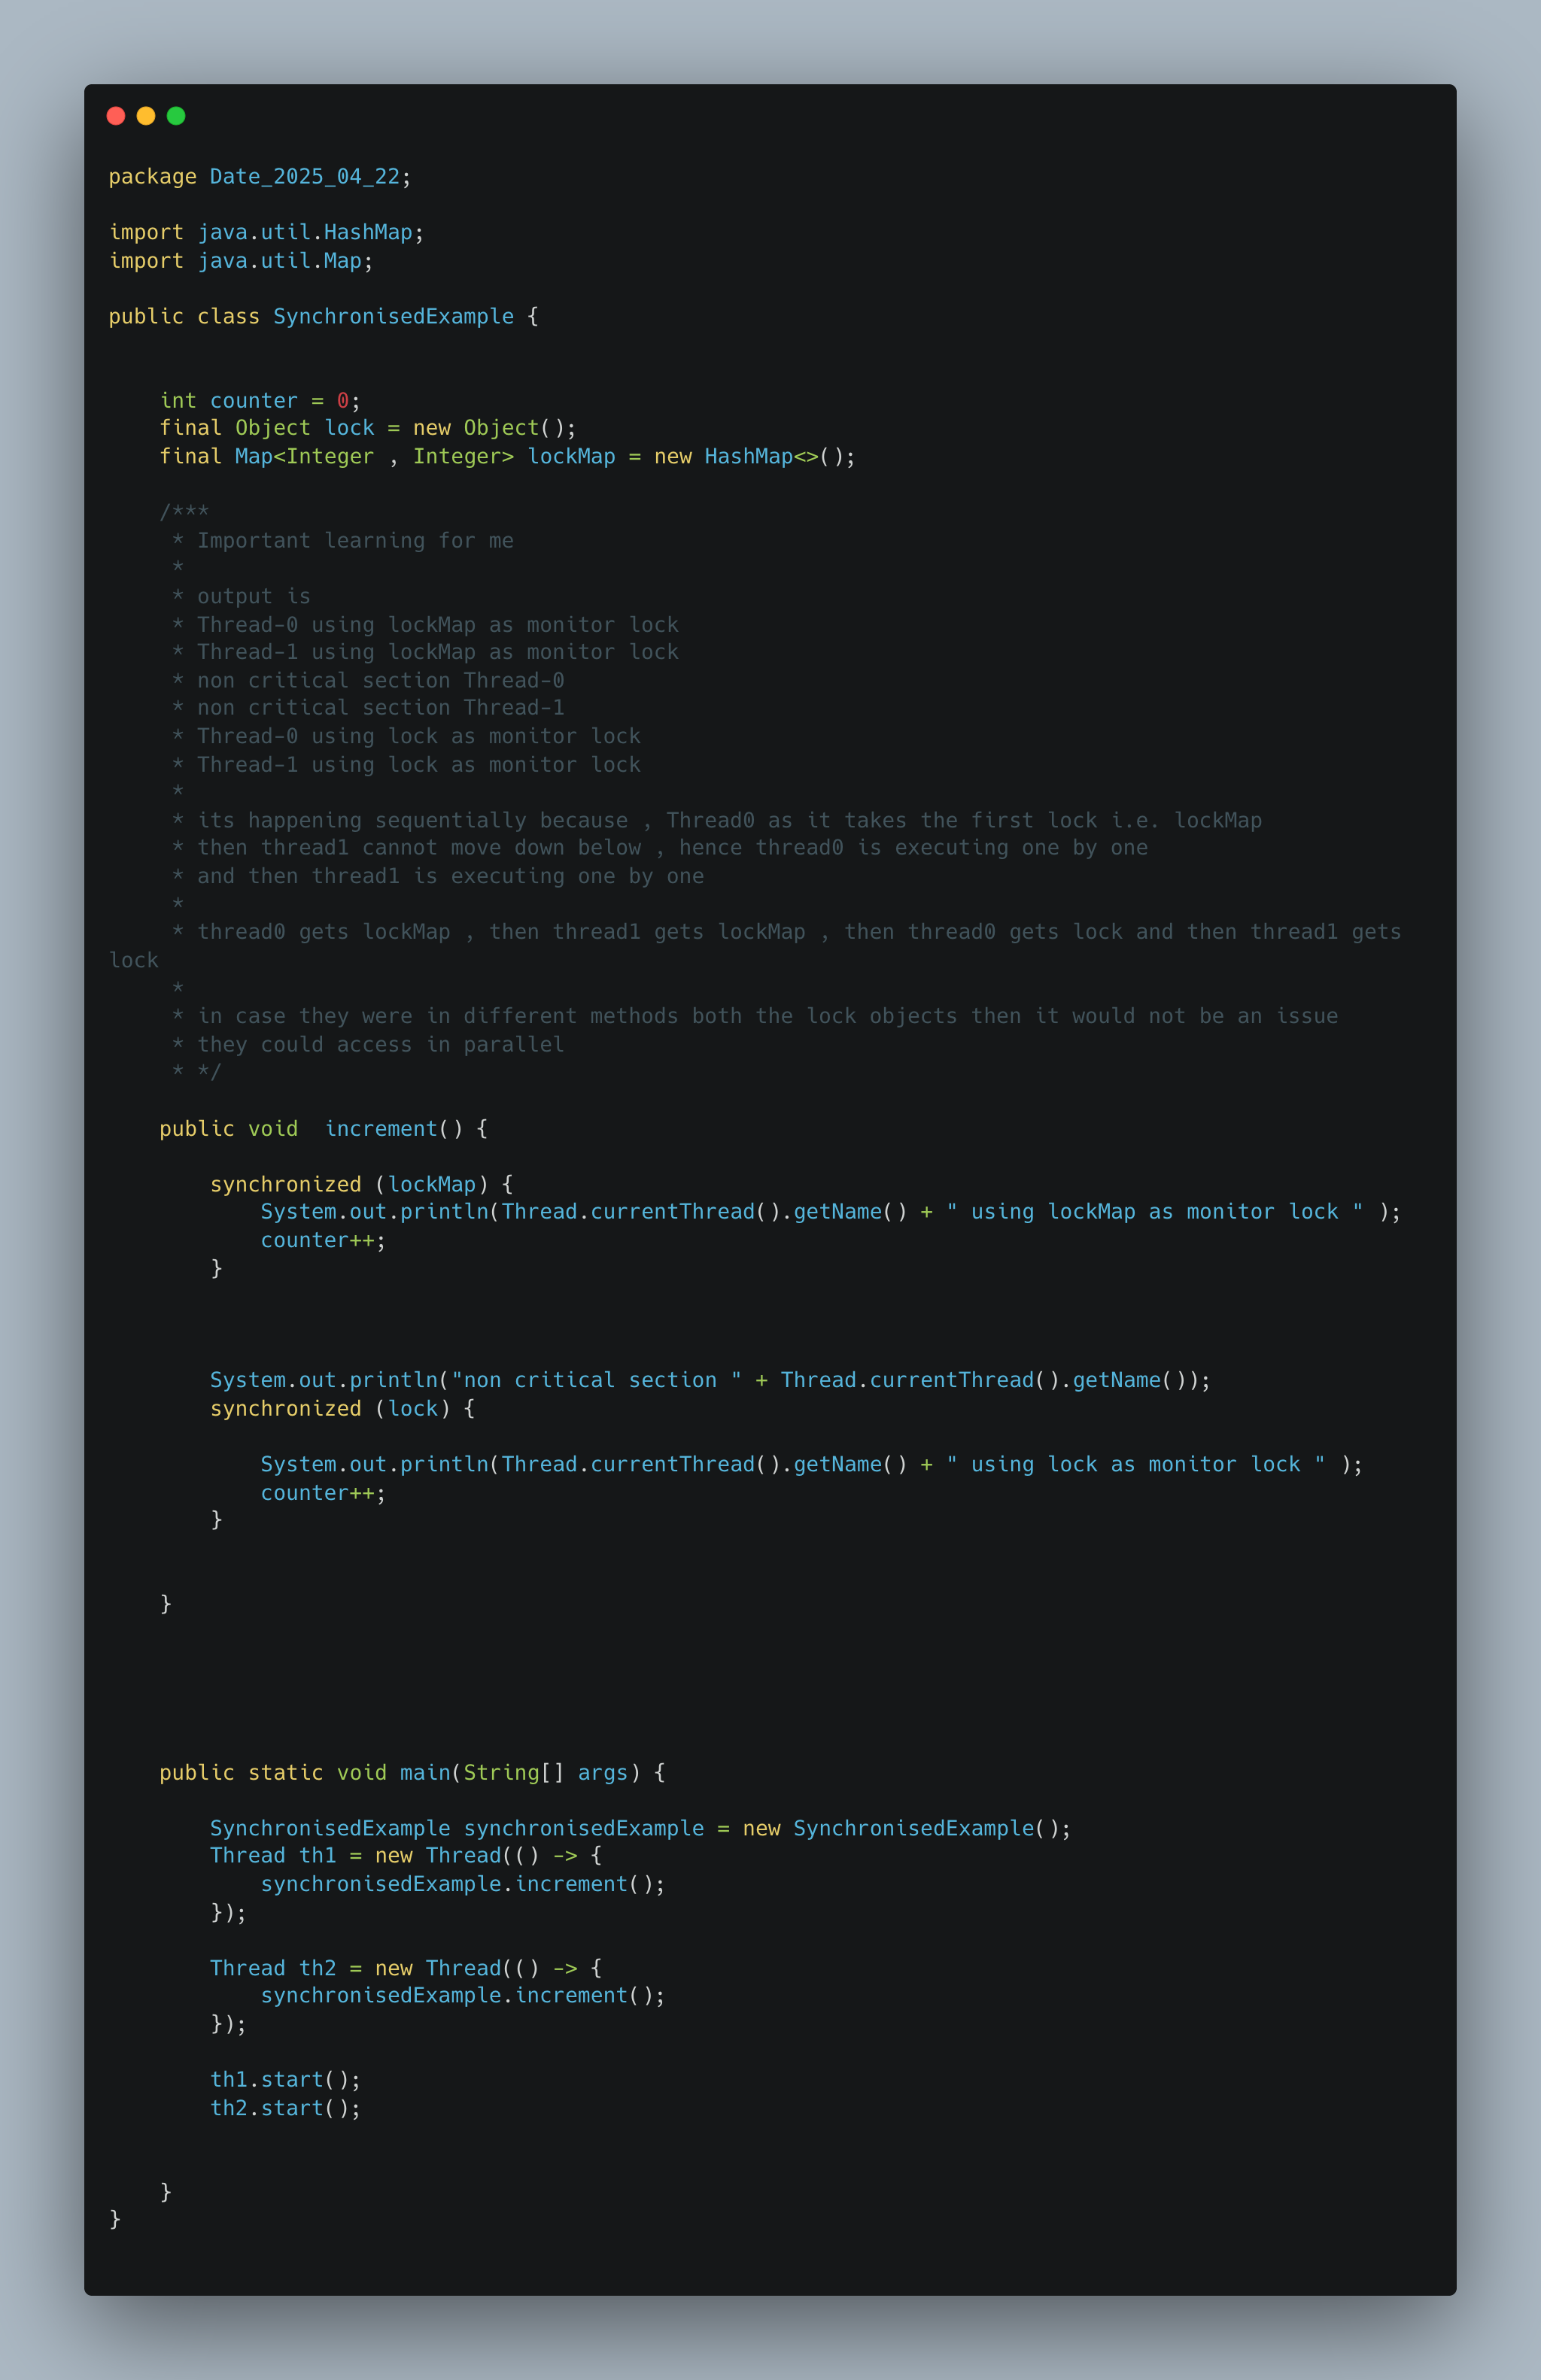 package Date_2025_04_22;
import java.util.HashMap;
import java.util.Map;
public class SynchronisedExample {
    int counter = 0;
    final Object lock = new Object();
    final Map<Integer , Integer> lockMap = new HashMap<>();
    /***
     * Important learning for me
     *
     * output is
     * Thread-0 using lockMap as monitor lock
     * Thread-1 using lockMap as monitor lock
     * non critical section Thread-0
     * non critical section Thread-1
     * Thread-0 using lock as monitor lock
     * Thread-1 using lock as monitor lock
     *
     * its happening sequentially because , Thread0 as it takes the first lock i.e. lockMap
     * then thread1 cannot move down below , hence thread0 is executing one by one
     * and then thread1 is executing one by one
     *
     * thread0 gets lockMap , then thread1 gets lockMap , then thread0 gets lock and then thread1 gets
lock
     *
     * in case they were in different methods both the lock objects then it would not be an issue
     * they could access in parallel
     * */
    public void  increment() {
        synchronized (lockMap) {
            System.out.println(Thread.currentThread().getName() + " using lockMap as monitor lock " );
            counter++;
        }
        System.out.println("non critical section " + Thread.currentThread().getName());
        synchronized (lock) {
            System.out.println(Thread.currentThread().getName() + " using lock as monitor lock " );
            counter++;
        }
    }
    public static void main(String[] args) {
        SynchronisedExample synchronisedExample = new SynchronisedExample();
        Thread th1 = new Thread(() -> {
            synchronisedExample.increment();
        });
        Thread th2 = new Thread(() -> {
            synchronisedExample.increment();
        });
        th1.start();
        th2.start();
    }
}